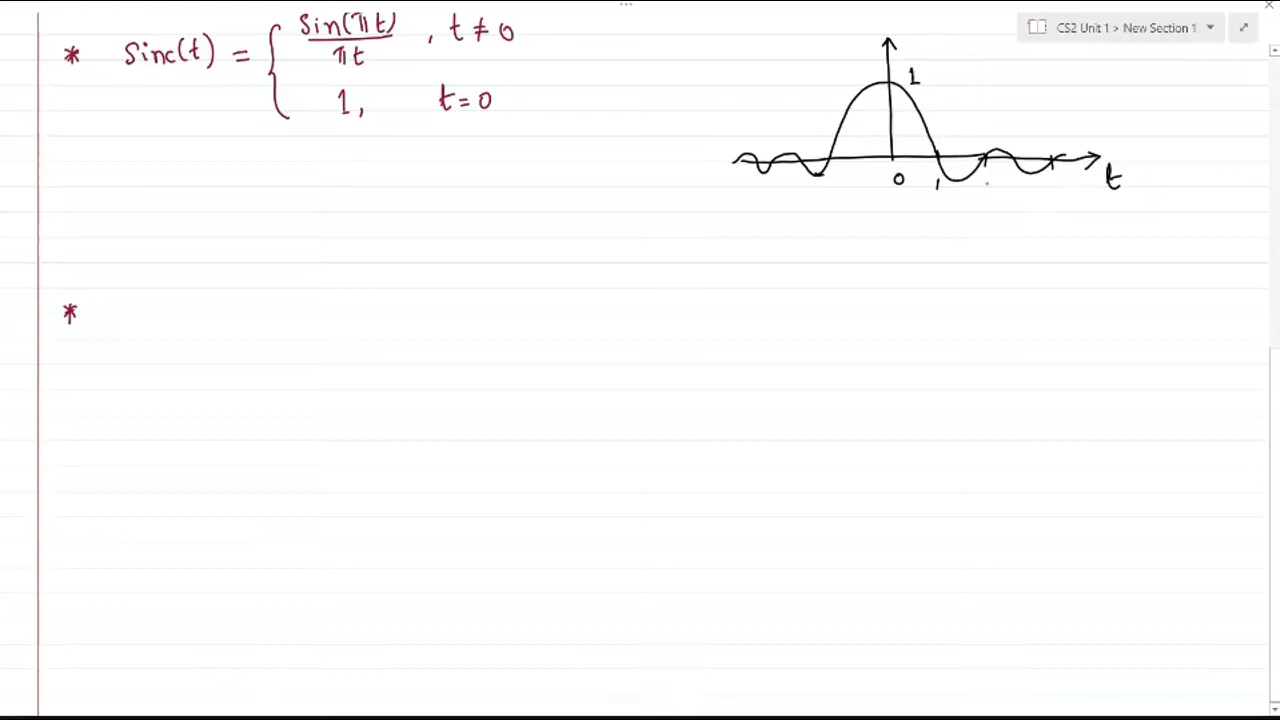 CS2 Unit 1 > New Section 1
* Sinc(t) = { Sin(πt) / πt , t ≠ 0
1, t = 0
1
0 1 t
*